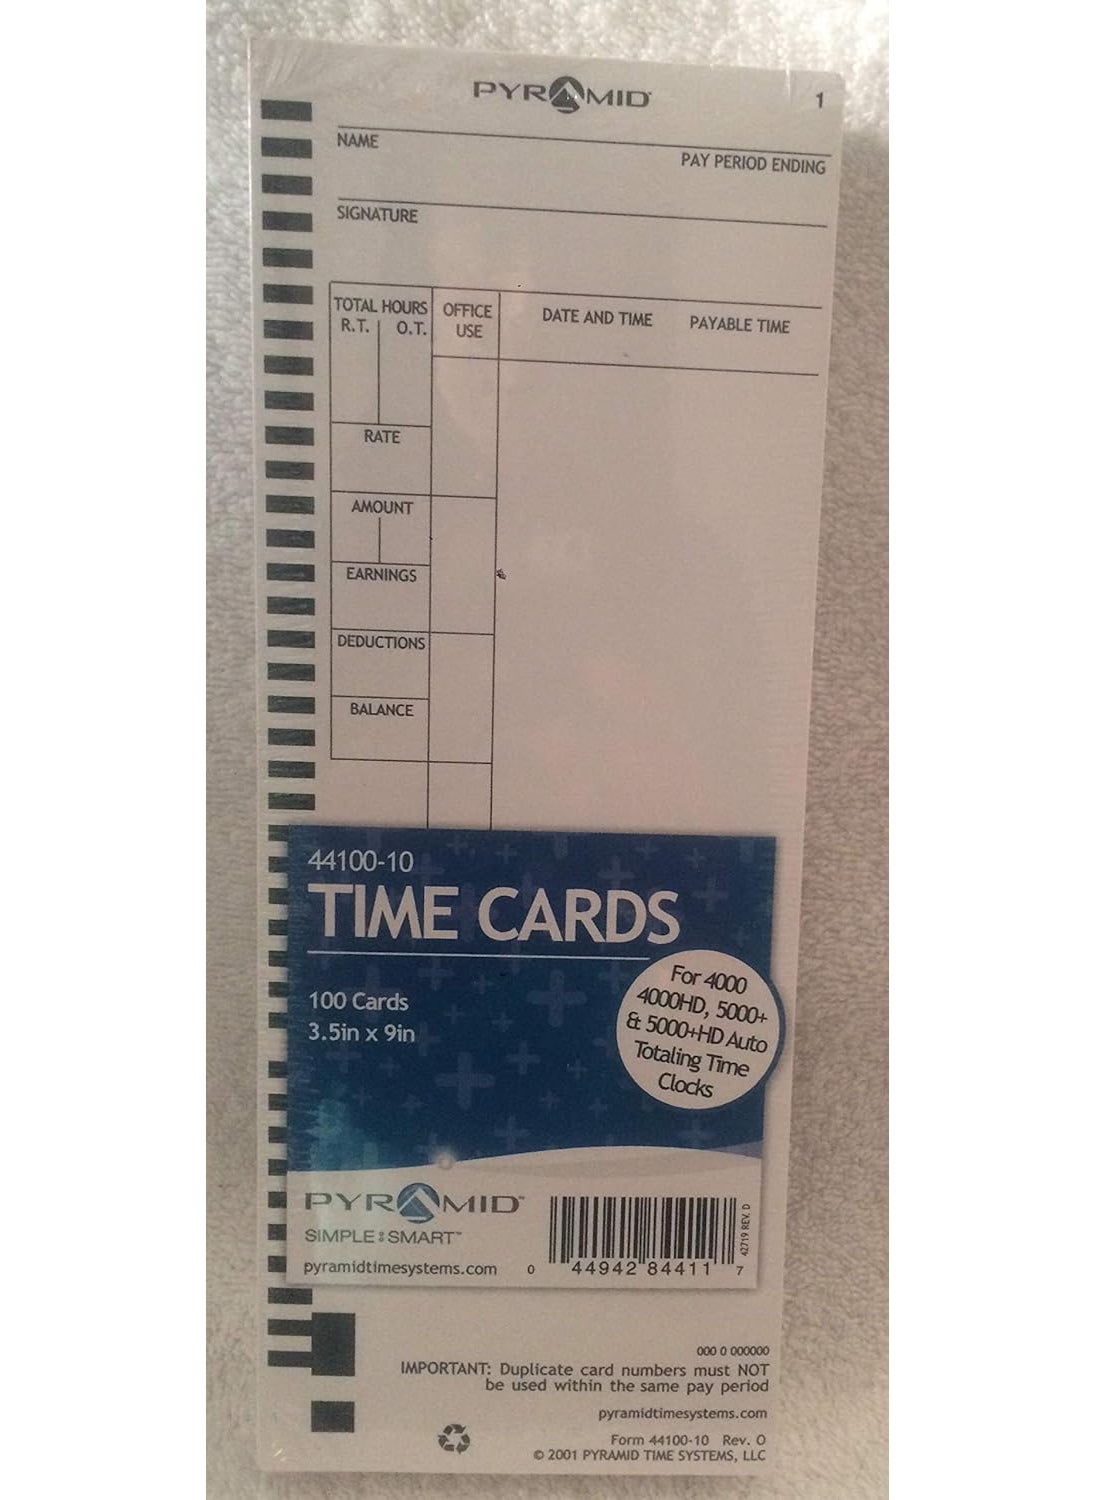 PYRAMID
1
NAME
PAY PERIOD ENDING
SIGNATURE
TOTAL HOURS
R.T. O.T.
OFFICE
USE
DATE AND TIME
PAYABLE TIME
RATE
AMOUNT
EARNINGS
DEDUCTIONS
BALANCE
44100-10
TIME CARDS
100 Cards
3.5in x 9in
For 4000
4000HD, 5000+
& 5000+HD Auto
Totaling Time
Clocks
PYRAMID™
SIMPLE SMART™
pyramidtimesystems.com
0 44942 84411 7
42719 REV. D
000 0 000000
IMPORTANT: Duplicate card numbers must NOT
be used within the same pay period
pyramidtimesystems.com
Form 44100-10 Rev. O
© 2001 PYRAMID TIME SYSTEMS, LLC